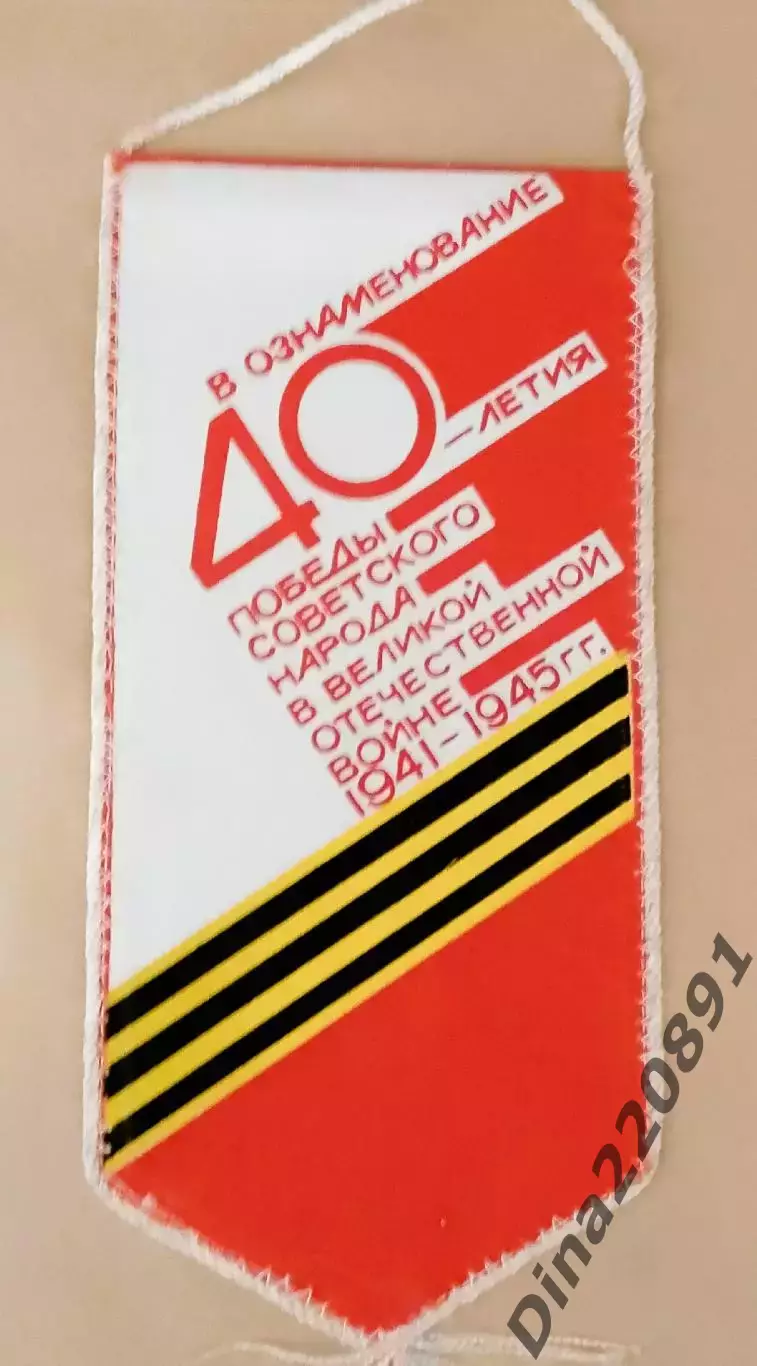 В ОЗНАМЕНОВАНИЕ
40-ЛЕТИЯ
ПОБЕДЫ
СОВЕТСКОГО
НАРОДА
В ВЕЛИКОЙ
ОТЕЧЕСТВЕННОЙ
ВОЙНЕ
1941-1945 гг.
Dina220891